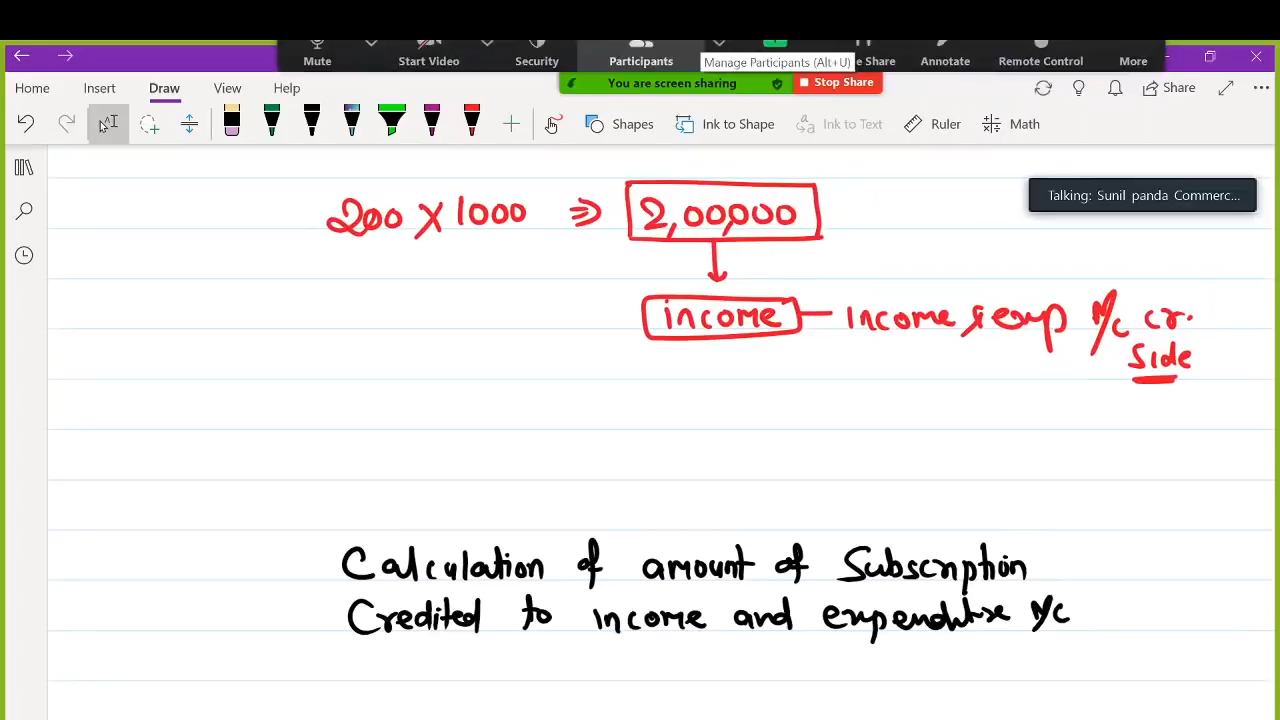 Mute
Start Video
Security
Participants
Manage Participants (Alt+U)
Share
Annotate
Remote Control
More
You are screen sharing
Stop Share
Home
Insert
Draw
View
Help
Share
Shapes
Ink to Shape
Ink to Text
Ruler
Math
Talking: Sunil panda Commerc...
200 X 1000 ⇒ 2,00,000
income – Income & exp A/c cr.
Side
Calculation of amount of Subscription
Credited to income and expenditure A/c